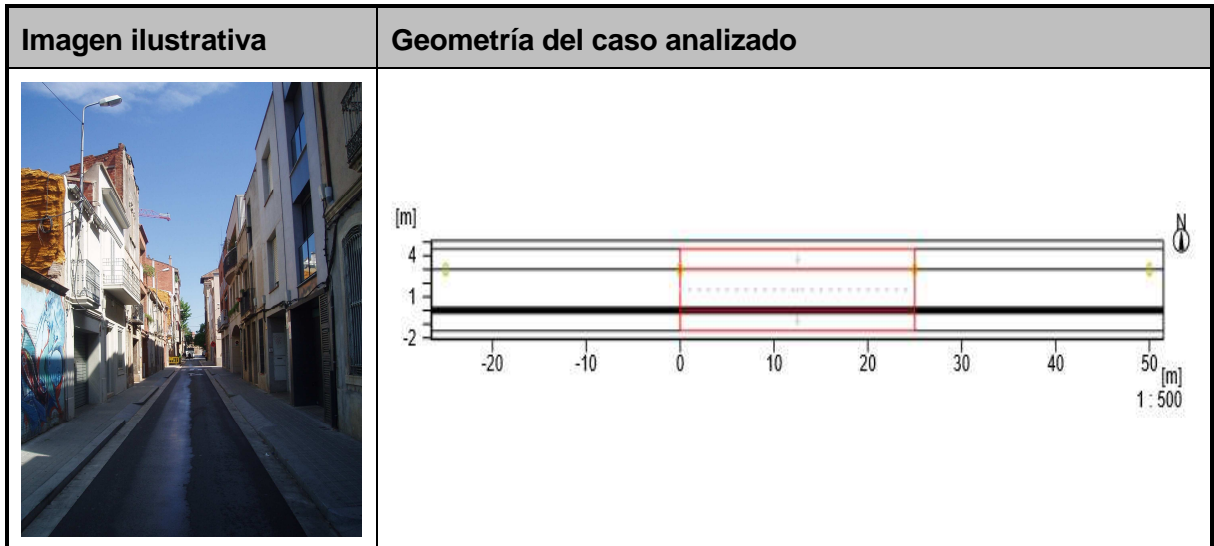 Imagen ilustrativa
Geometría del caso analizado
[m]
N
4
1
-2
-20 -10 0 10 20 30 40 50
[m]
1 : 500